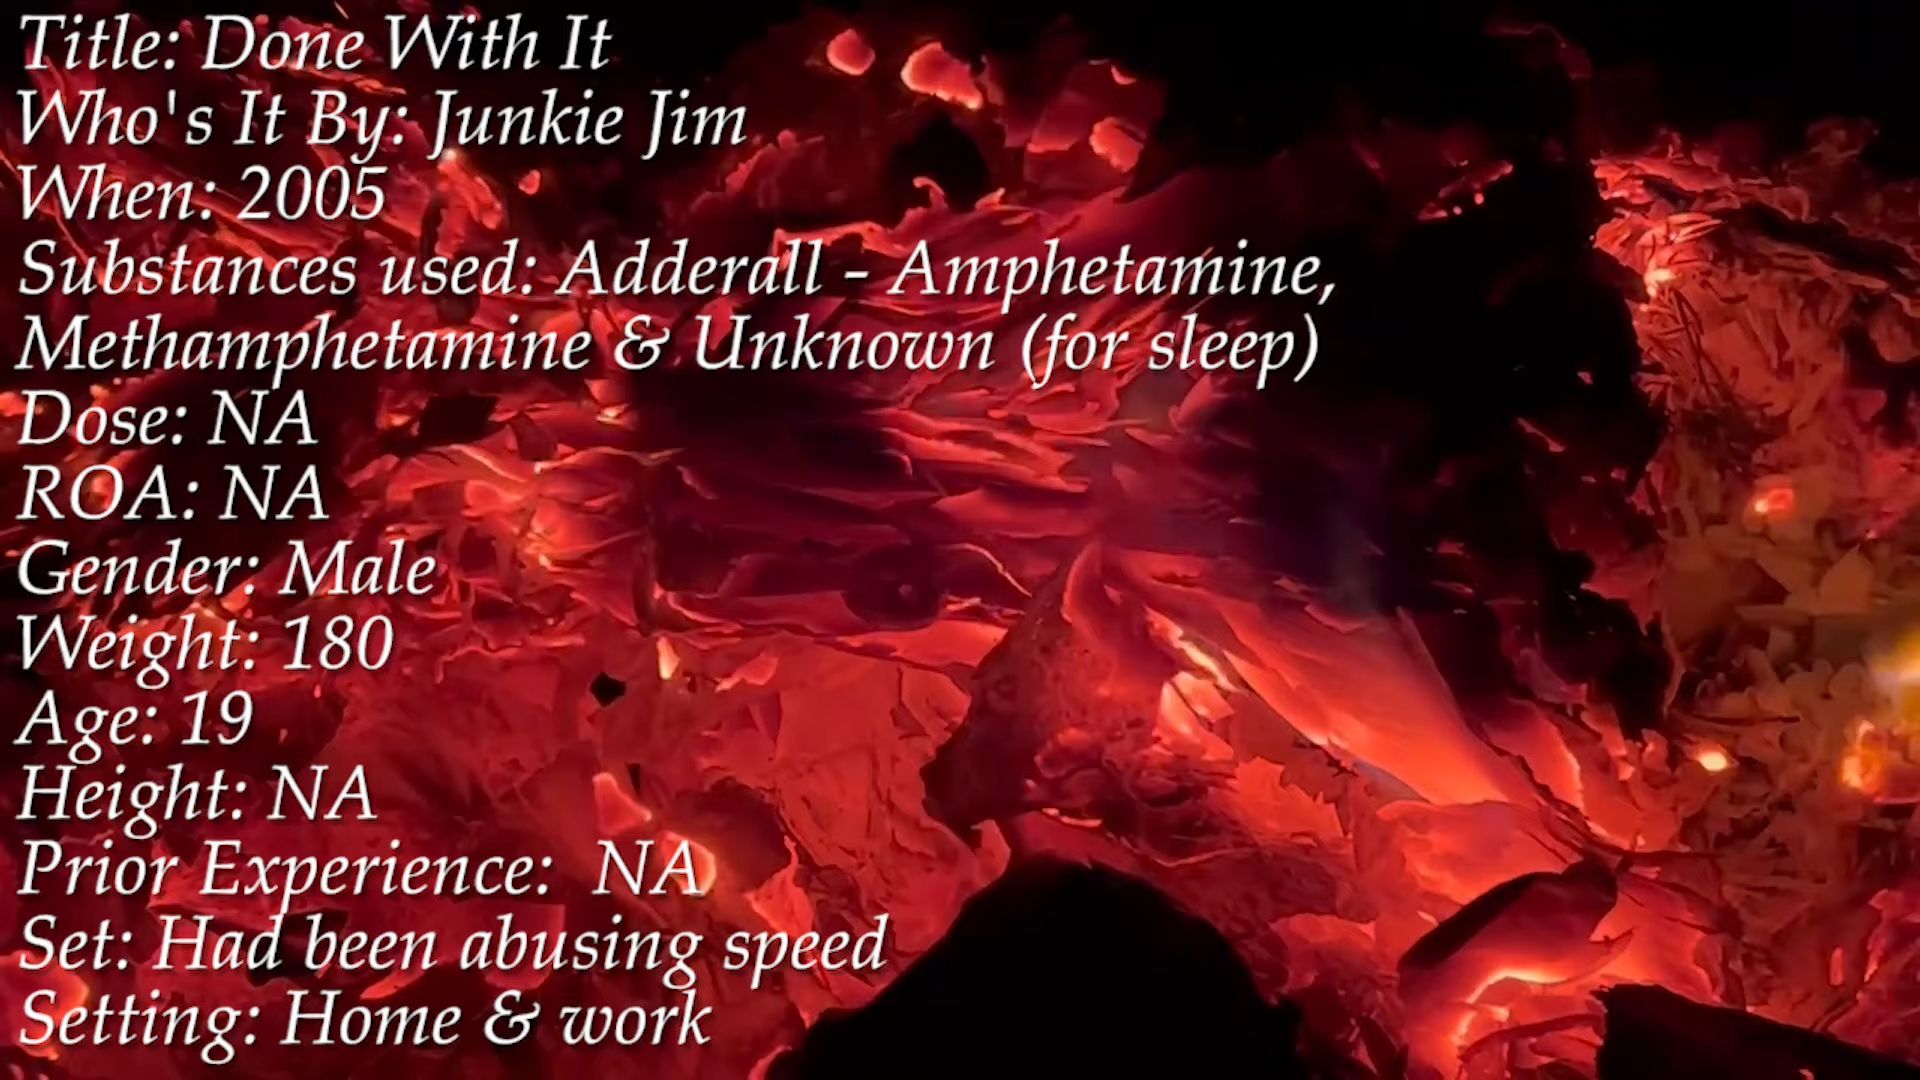 Title: Done With It
Who's It By: Junkie Jim
When: 2005
Substances used: Adderall - Amphetamine,
Methamphetamine & Unknown (for sleep)
Dose: NA
ROA: NA
Gender: Male
Weight: 180
Age: 19
Height: NA
Prior Experience:  NA
Set: Had been abusing speed
Setting: Home & work